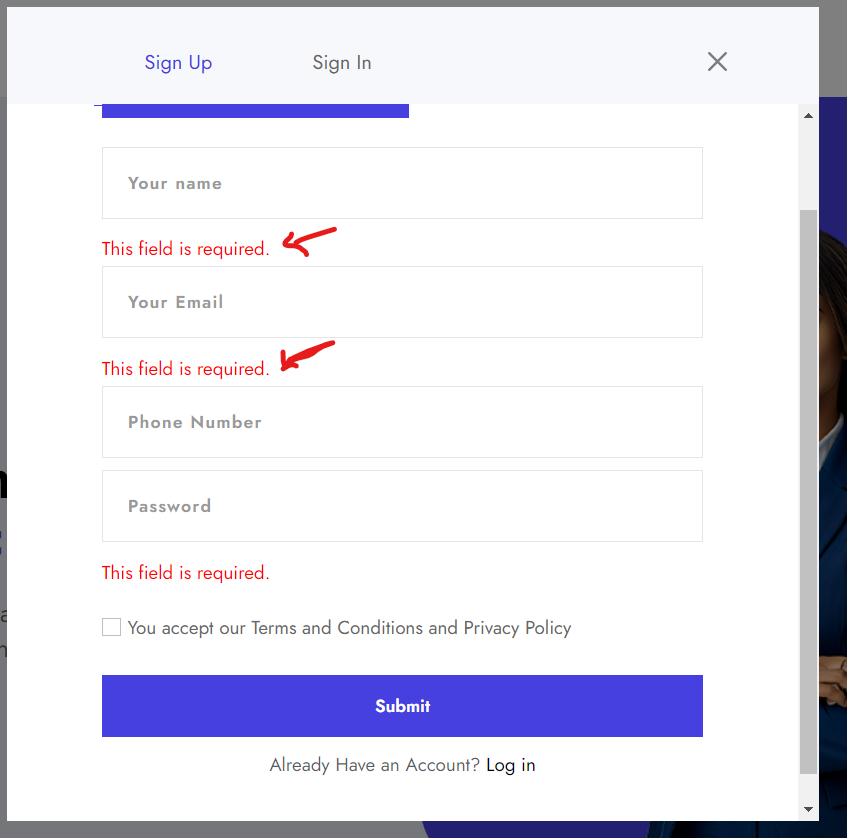 Sign Up Sign In
Your name
This field is required.
Your Email
This field is required.
Phone Number
Password
This field is required.
You accept our Terms and Conditions and Privacy Policy
Submit
Already Have an Account? Log in